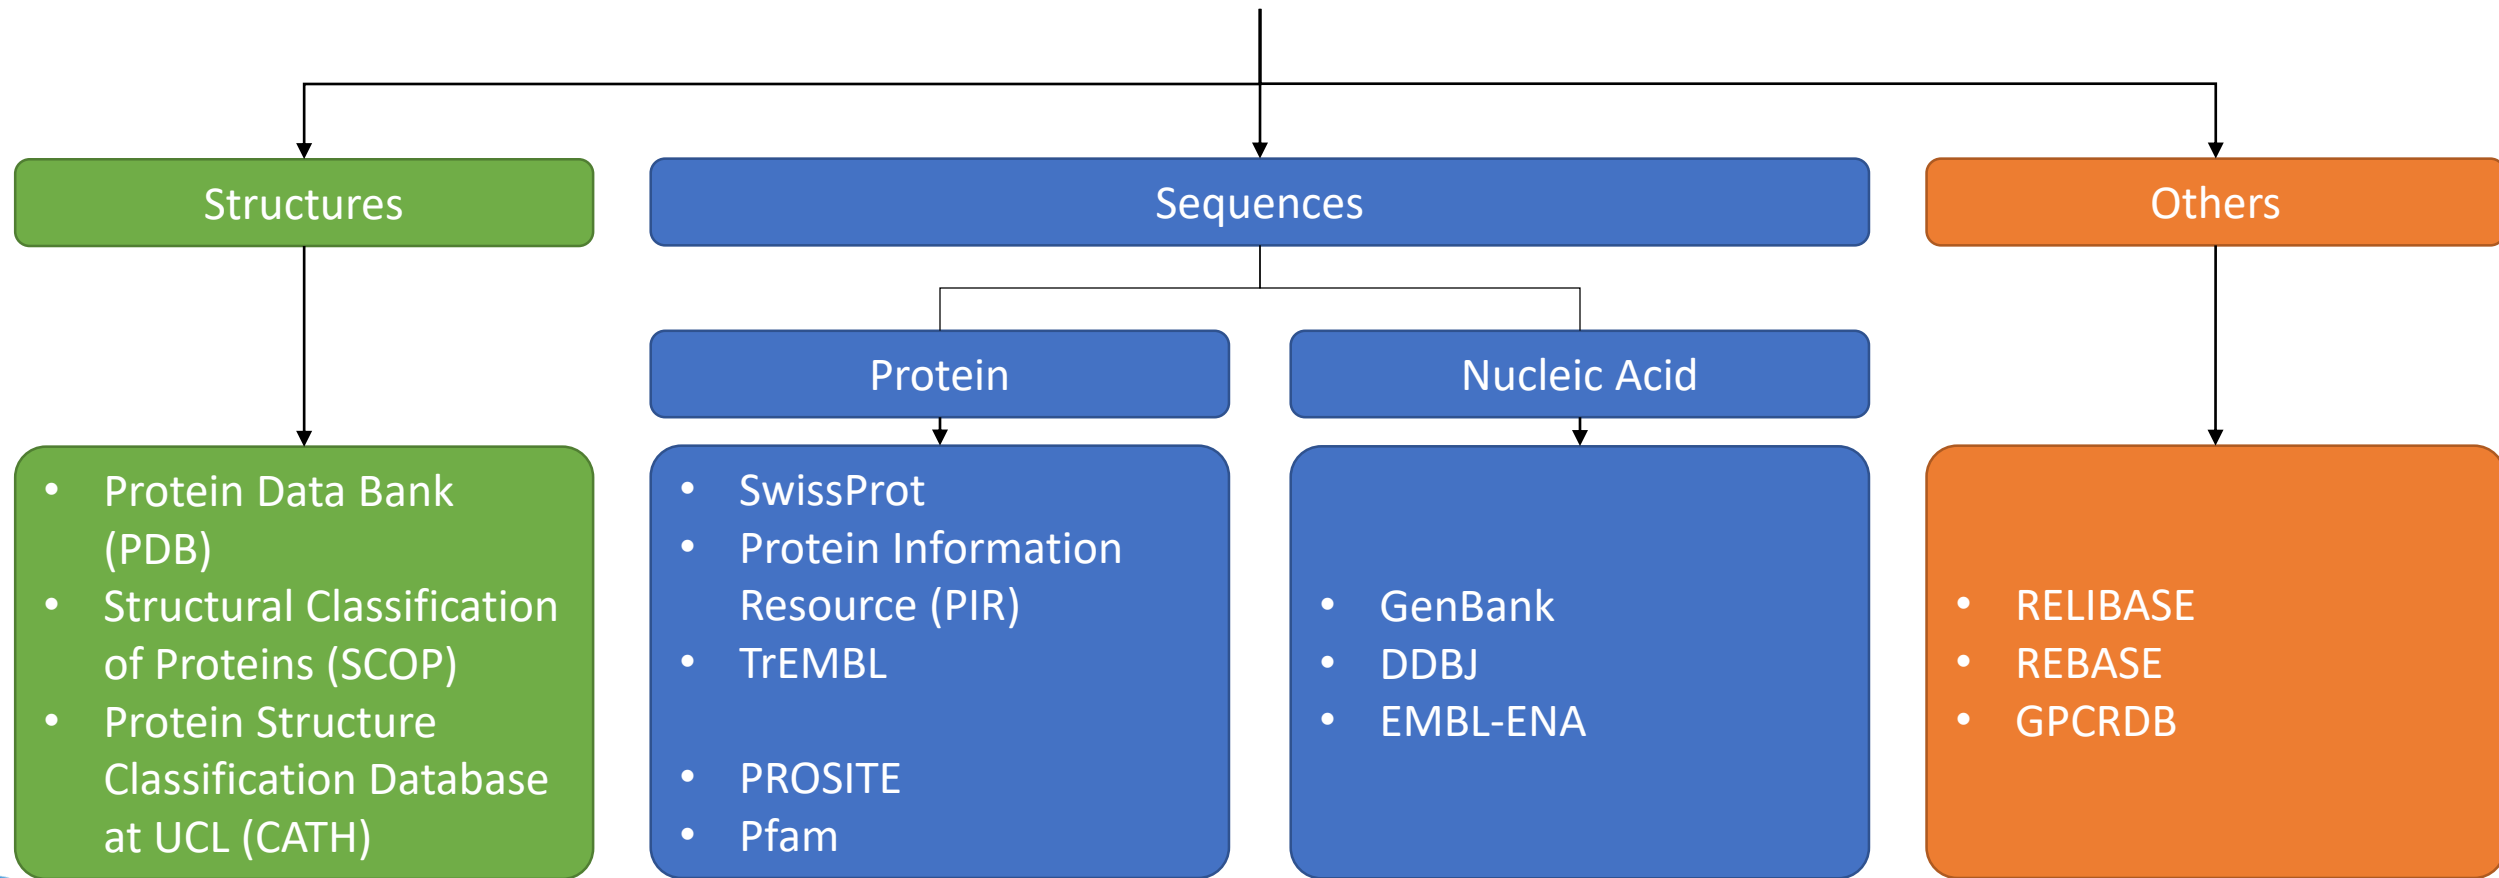 Structures
Sequences
Others
Protein
Nucleic Acid
• Protein Data Bank
(PDB)
• Structural Classification
of Proteins (SCOP)
• Protein Structure
Classification Database
at UCL (CATH)
• SwissProt
• Protein Information
Resource (PIR)
• TrEMBL
• PROSITE
• Pfam
• GenBank
• DDBJ
• EMBL-ENA
• RELIBASE
• REBASE
• GPCRDB